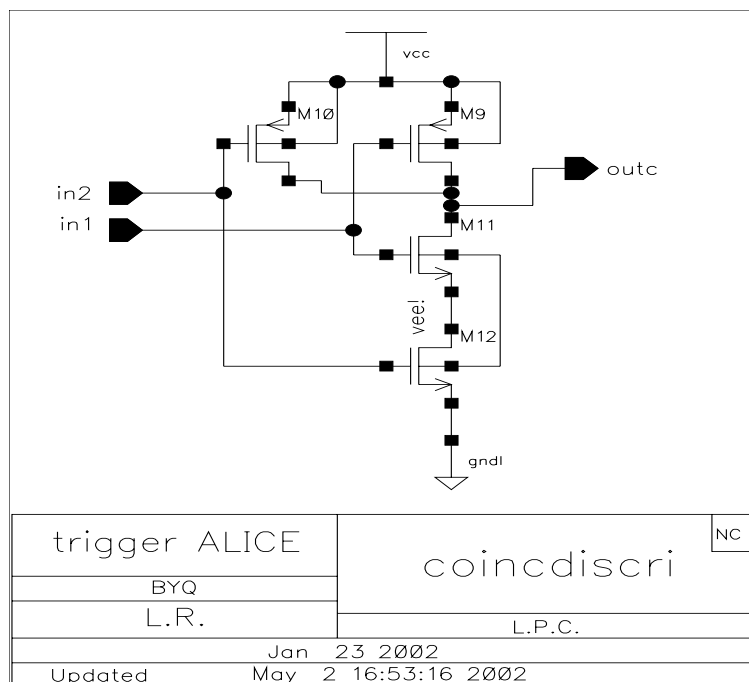 vcc
M10
M9
in2
outc
in1
M11
vee!
M12
gndl
trigger ALICE
NC
coincdiscri
BYQ
L.R.
L.P.C.
Jan 23 2002
Updated May 2 16:53:16 2002